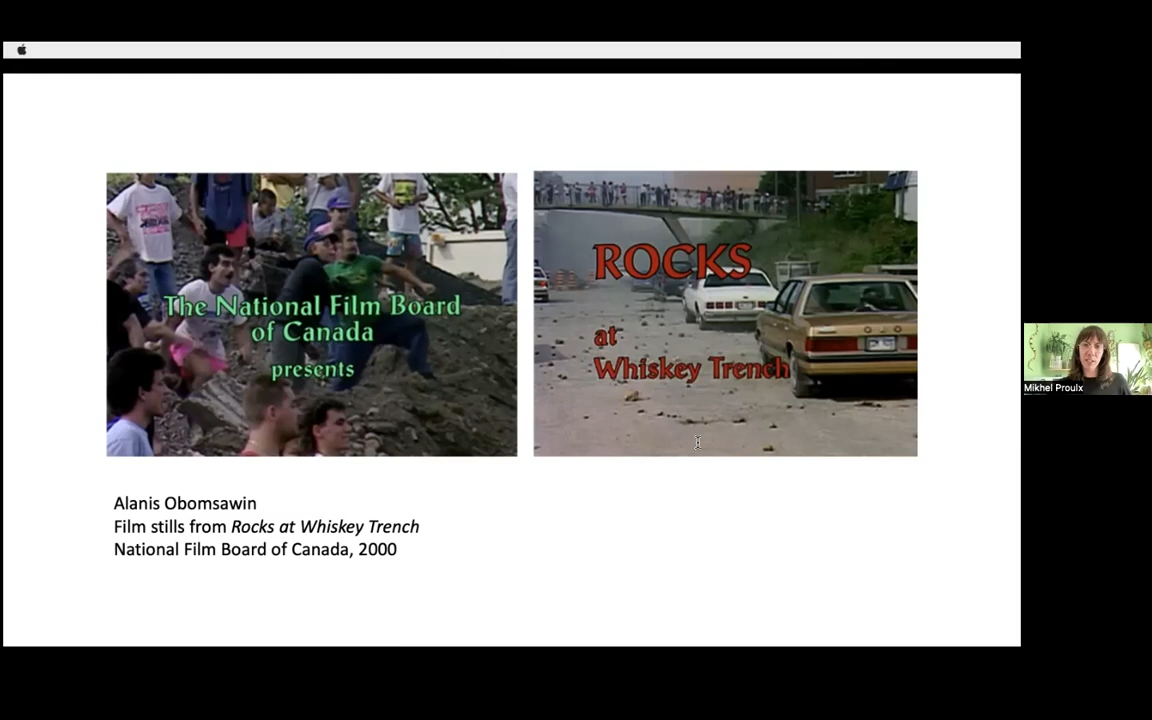 The National Film Board
of Canada
presents
ROCKS
at
Whiskey Trench
Alanis Obomsawin
Film stills from Rocks at Whiskey Trench
National Film Board of Canada, 2000
Mikhel Proulx